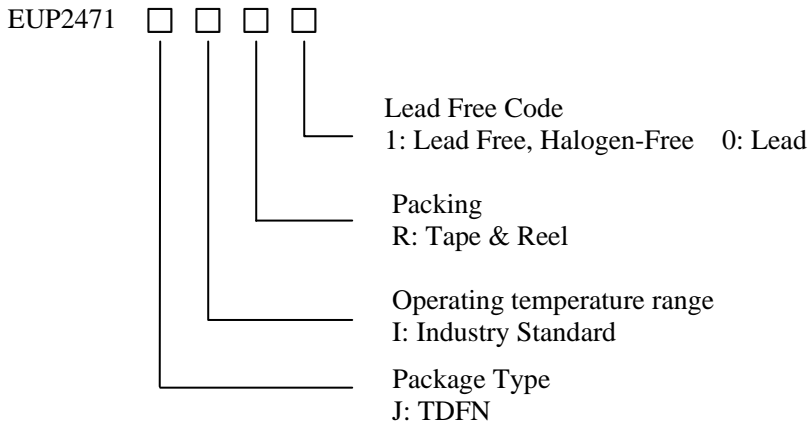 EUP2471 □ □ □ □
Lead Free Code
1: Lead Free, Halogen-Free 0: Lead
Packing
R: Tape & Reel
Operating temperature range
I: Industry Standard
Package Type
J: TDFN